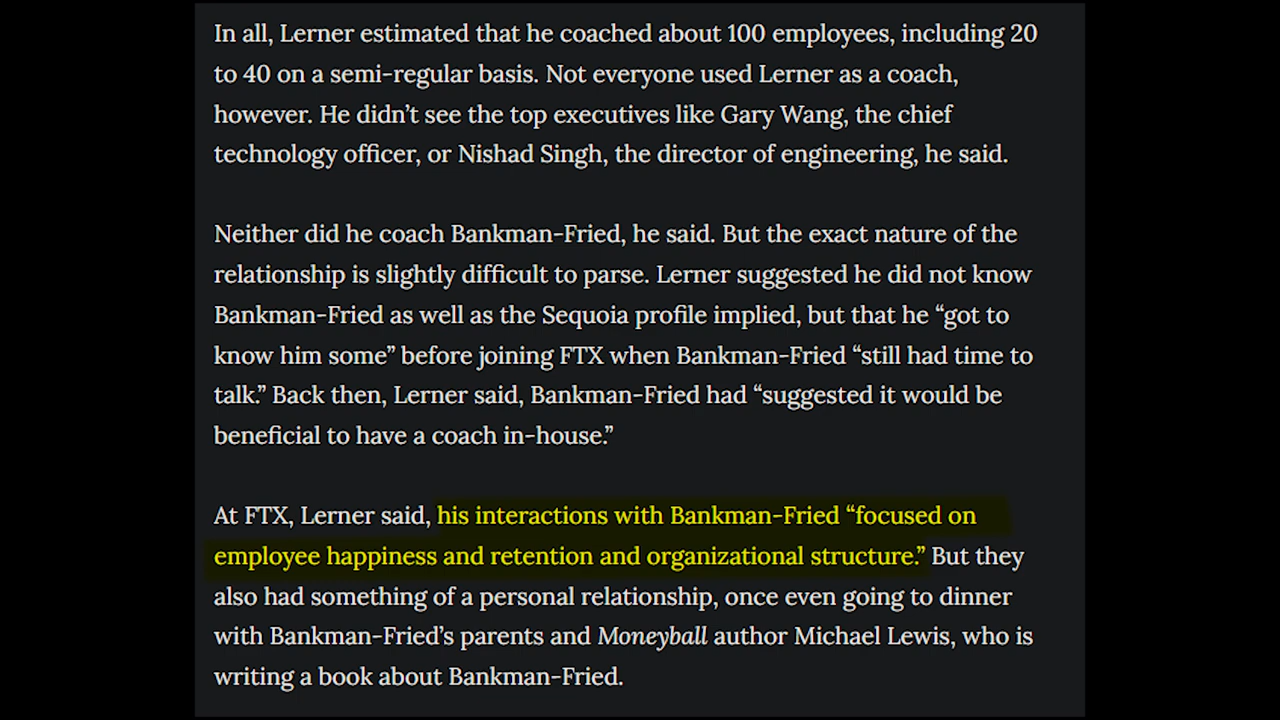 In all, Lerner estimated that he coached about 100 employees, including 20
to 40 on a semi-regular basis. Not everyone used Lerner as a coach,
however. He didn’t see the top executives like Gary Wang, the chief
technology officer, or Nishad Singh, the director of engineering, he said.
Neither did he coach Bankman-Fried, he said. But the exact nature of the
relationship is slightly difficult to parse. Lerner suggested he did not know
Bankman-Fried as well as the Sequoia profile implied, but that he “got to
know him some” before joining FTX when Bankman-Fried “still had time to
talk.” Back then, Lerner said, Bankman-Fried had “suggested it would be
beneficial to have a coach in-house.”
At FTX, Lerner said, his interactions with Bankman-Fried “focused on
employee happiness and retention and organizational structure.” But they
also had something of a personal relationship, once even going to dinner
with Bankman-Fried’s parents and Moneyball author Michael Lewis, who is
writing a book about Bankman-Fried.